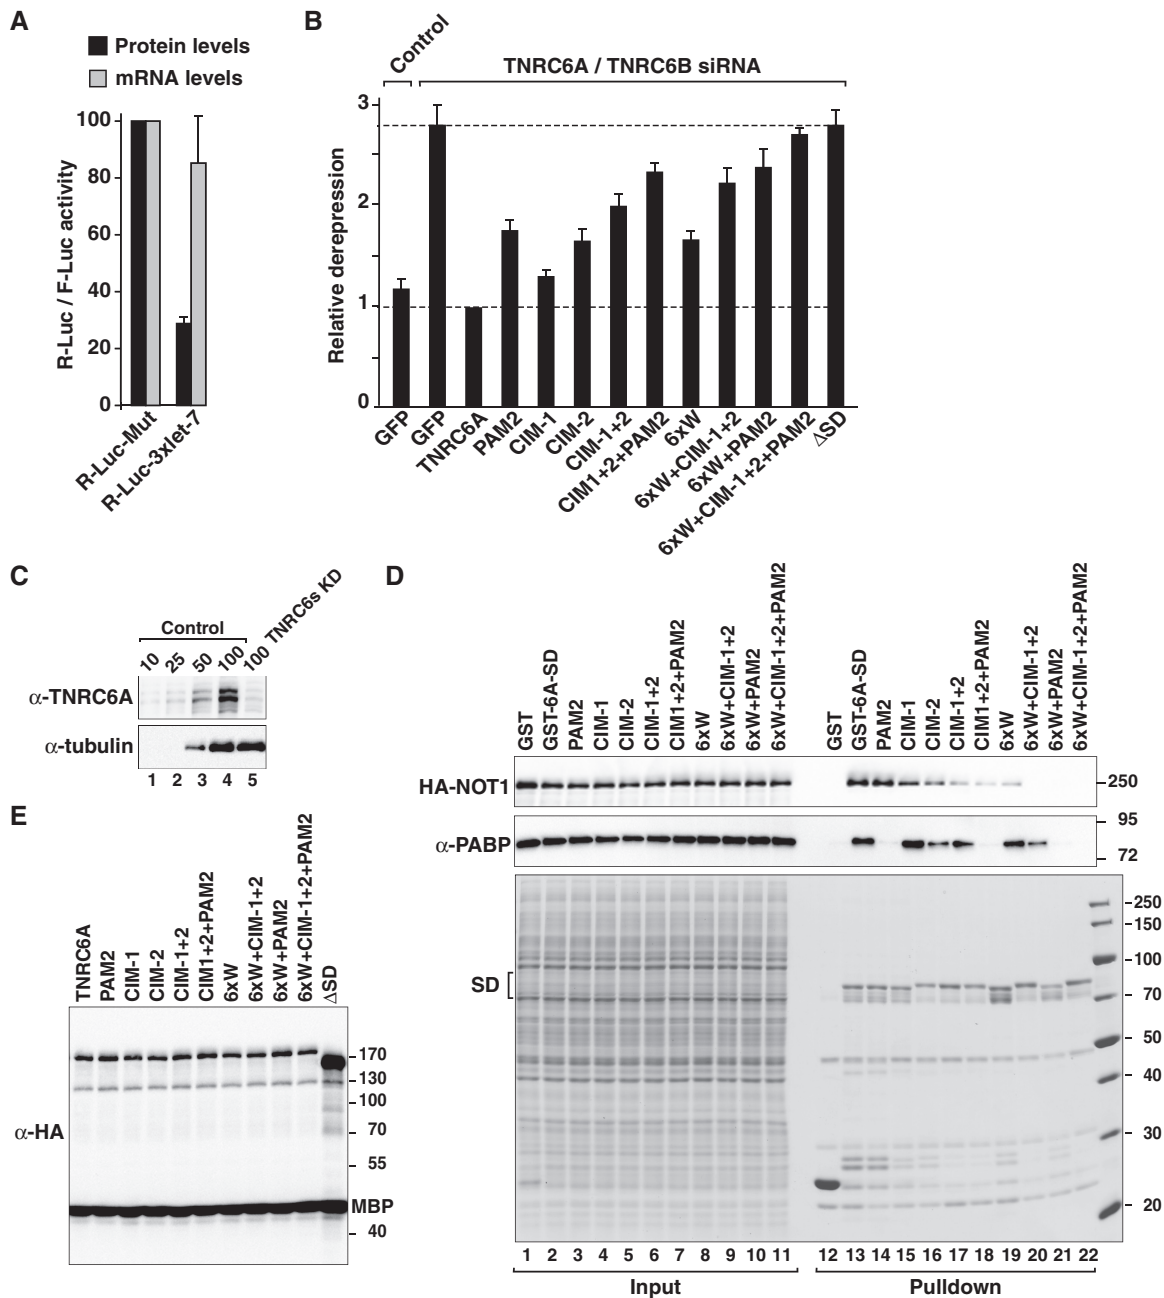 A
Protein levels
mRNA levels
R-Luc / F-Luc activity
100
80
60
40
20
0
R-Luc-Mut
R-Luc-3xlet-7
B
Control
TNRC6A / TNRC6B siRNA
Relative derepression
3
2
1
0
GFP
GFP
TNRC6A
PAM2
CIM-1
CIM-2
CIM-1+2
CIM1+2+PAM2
6xW
6xW+CIM-1+2
6xW+PAM2
6xW+CIM-1+2+PAM2
ΔSD
C
Control
TNRC6s KD
10 25 50 100 100
α-TNRC6A
α-tubulin
1 2 3 4 5
D
GST
GST-6A-SD
PAM2
CIM-1
CIM-2
CIM-1+2
CIM1+2+PAM2
6xW
6xW+CIM-1+2
6xW+PAM2
6xW+CIM-1+2+PAM2
GST
GST-6A-SD
PAM2
CIM-1
CIM-2
CIM-1+2
CIM1+2+PAM2
6xW
6xW+CIM-1+2
6xW+PAM2
6xW+CIM-1+2+PAM2
HA-NOT1
250
α-PABP
95
72
SD
250
150
100
70
50
40
30
20
1 2 3 4 5 6 7 8 9 10 11 12 13 14 15 16 17 18 19 20 21 22
Input
Pulldown
E
TNRC6A
PAM2
CIM-1
CIM-2
CIM-1+2
CIM1+2+PAM2
6xW
6xW+CIM-1+2
6xW+PAM2
6xW+CIM-1+2+PAM2
ΔSD
α-HA
170
130
100
70
55
MBP
40